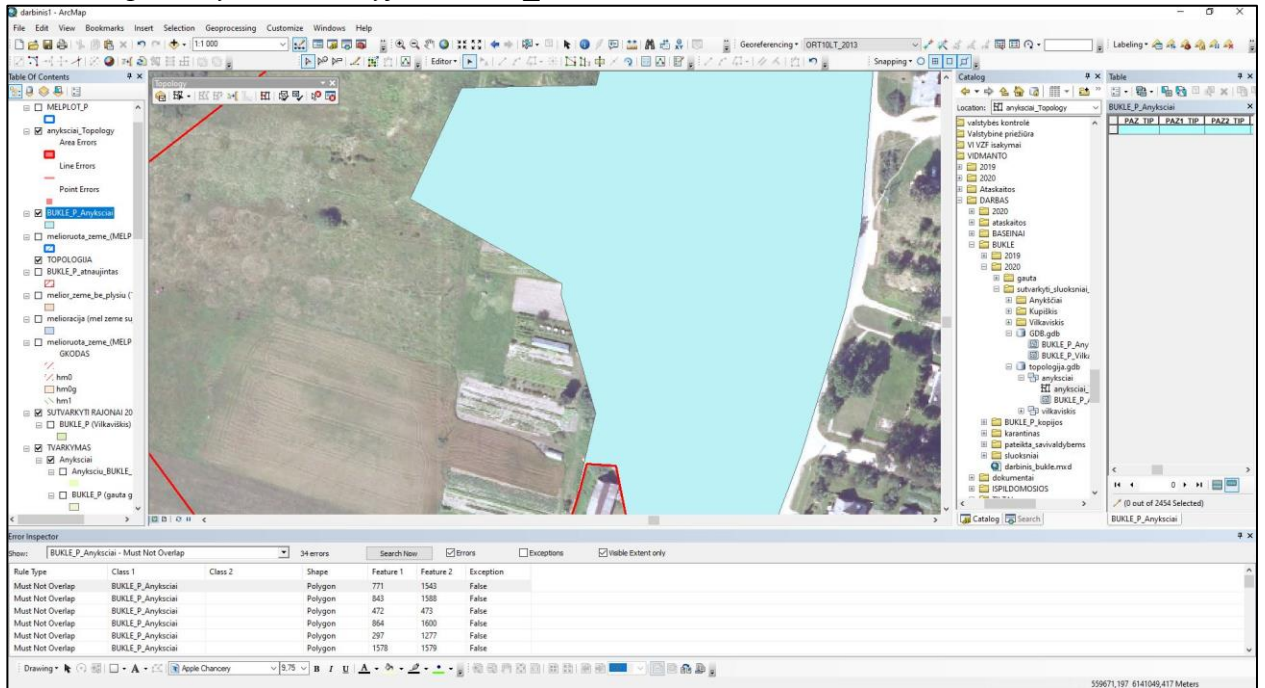 darbinis1 - ArcMap
File Edit View Bookmarks Insert Selection Geoprocessing Customize Windows Help
1:1 000
Georeferencing ORT10LT_2013
Labeling
Editor
Snapping
Table Of Contents
MELPLOT_P
anyksciai_Topology
Area Errors
Line Errors
Point Errors
BUKLE_P_Anyksciai
melioruota_zeme_(MELP
TOPOLOGIJA
BUKLE_P_atnaujintas
melior_zeme_be_plysiu (
melioracija (mel zeme su
melioruota_zeme_(MELP
GKODAS
hm0
hm0g
hm1
SUTVARKYTI RAJONAI 20
BUKLE_P (Vilkaviškis)
TVARKYMAS
Anyksciai
Anyksciu_BUKLE_
BUKLE_P (gauta g
Topology
Catalog
Location: anyksciai_Topology
valstybės kontrolė
Valstybinė priežiūra
VI VZF isakymai
VIDMANTO
2019
2020
Ataskaitos
DARBAS
2020
ataskaitos
BASEINAI
BUKLE
2019
2020
gauta
sutvarkyti_sluoksniai_
Anykščiai
Kupiškis
Vilkaviskis
GDB.gdb
BUKLE_P_Any
BUKLE_P_Vilk
topologija.gdb
anyksciai
anyksciai_
BUKLE_P_
vilkaviskis
BUKLE_P_kopijos
karantinas
pateikta_savivaldybems
sluoksniai
darbinis_bukle.mxd
dokumentai
ISPILDOMOSIOS
Catalog Search
Table
BUKLE_P_Anyksciai
PAZ_TIP PAZ1_TIP PAZ2_TIP
0
(0 out of 2454 Selected)
BUKLE_P_Anyksciai
Error Inspector
Show: BUKLE_P_Anyksciai - Must Not Overlap 34 errors Search Now Errors Exceptions Visible Extent only
Rule Type Class 1 Class 2 Shape Feature 1 Feature 2 Exception
Must Not Overlap BUKLE_P_Anyksciai Polygon 771 1543 False
Must Not Overlap BUKLE_P_Anyksciai Polygon 843 1588 False
Must Not Overlap BUKLE_P_Anyksciai Polygon 472 473 False
Must Not Overlap BUKLE_P_Anyksciai Polygon 864 1600 False
Must Not Overlap BUKLE_P_Anyksciai Polygon 297 1277 False
Must Not Overlap BUKLE_P_Anyksciai Polygon 1578 1579 False
Drawing A Apple Chancery 9.75 B I U A
559671,197 6141049,417 Meters